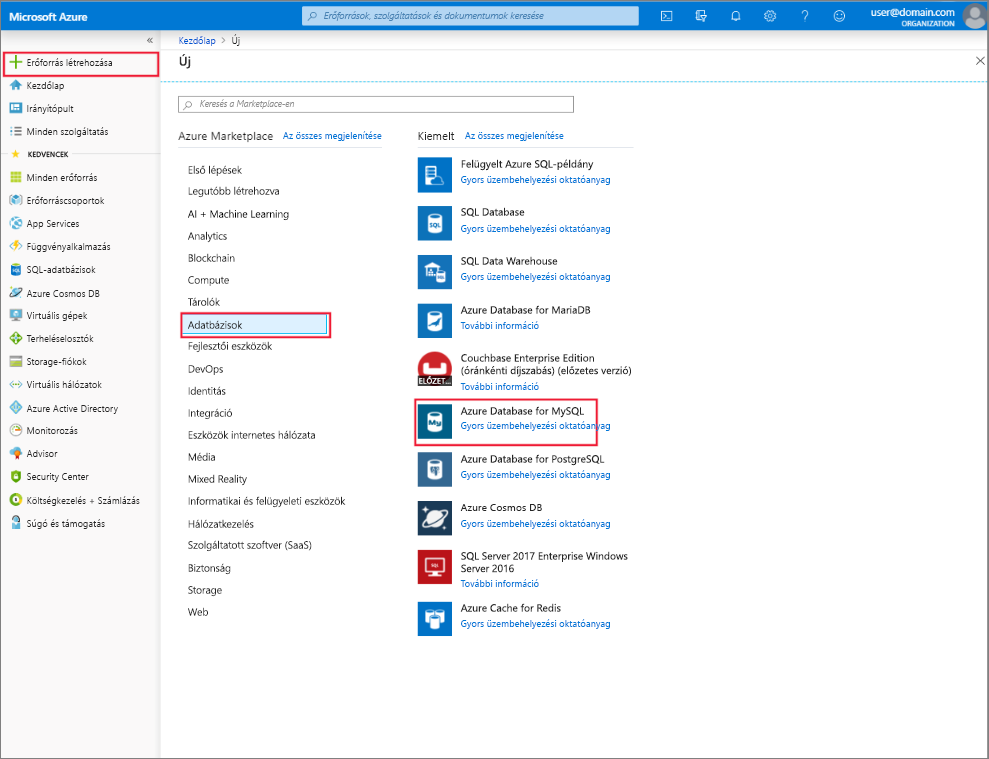 Microsoft Azure
Erőforrások, szolgáltatások és dokumentumok keresése
user@domain.com
ORGANIZATION
«
Erőforrás létrehozása
Kezdőlap
Irányítópult
Minden szolgáltatás
KEDVENCEK
Minden erőforrás
Erőforráscsoportok
App Services
Függvényalkalmazás
SQL-adatbázisok
Azure Cosmos DB
Virtuális gépek
Terheléselosztók
Storage-fiókok
Virtuális hálózatok
Azure Active Directory
Monitorozás
Advisor
Security Center
Költségkezelés + Számlázás
Súgó és támogatás
Kezdőlap > Új
Új
Keresés a Marketplace-en
Azure Marketplace Az összes megjelenítése
Első lépések
Legutóbb létrehozva
AI + Machine Learning
Analytics
Blockchain
Compute
Tárolók
Adatbázisok
Fejlesztői eszközök
DevOps
Identitás
Integráció
Eszközök internetes hálózata
Média
Mixed Reality
Informatikai és felügyeleti eszközök
Hálózatkezelés
Szolgáltatott szoftver (SaaS)
Biztonság
Storage
Web
Kiemelt Az összes megjelenítése
Felügyelt Azure SQL-példány
Gyors üzembehelyezési oktatóanyag
SQL
SQL Database
Gyors üzembehelyezési oktatóanyag
SQL Data Warehouse
Gyors üzembehelyezési oktatóanyag
Azure Database for MariaDB
További információ
ELŐZET...
Couchbase Enterprise Edition
(óránkénti díjszabás) (előzetes verzió)
További információ
My
Azure Database for MySQL
Gyors üzembehelyezési oktatóanyag
Azure Database for PostgreSQL
Gyors üzembehelyezési oktatóanyag
Azure Cosmos DB
Gyors üzembehelyezési oktatóanyag
SQL
SQL Server 2017 Enterprise Windows
Server 2016
További információ
Azure Cache for Redis
Gyors üzembehelyezési oktatóanyag